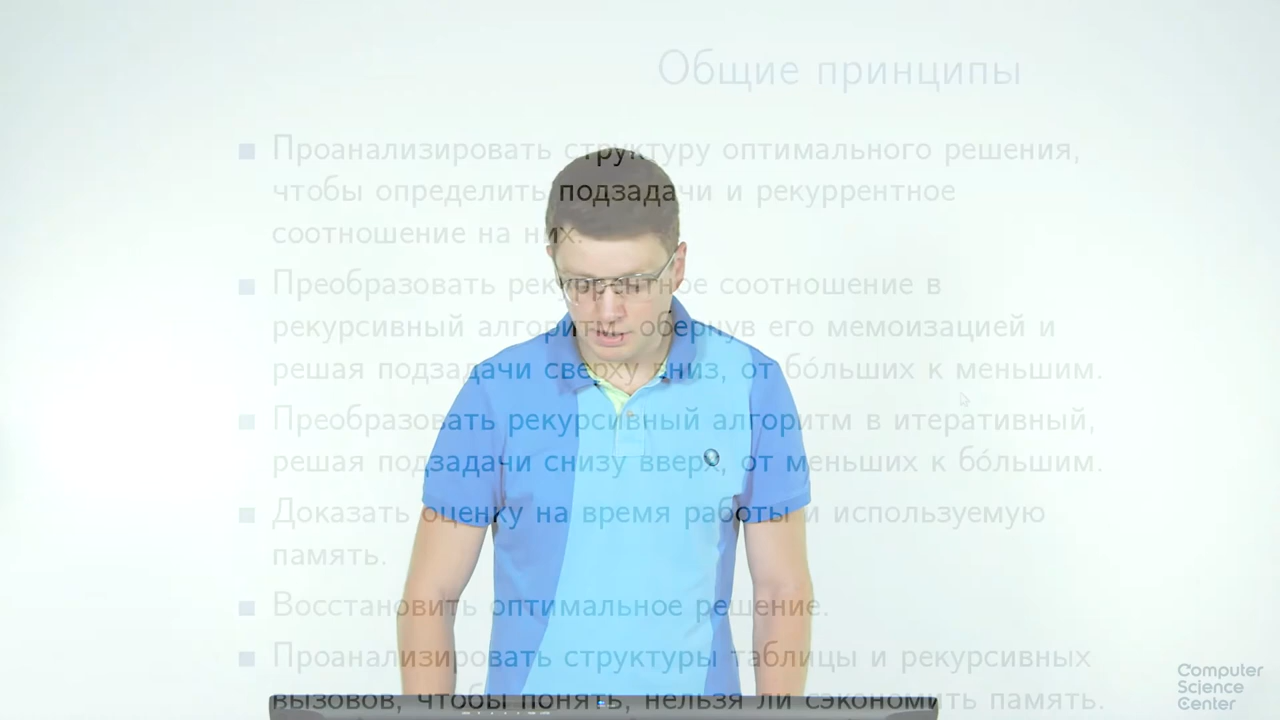 Общие принципы
Проанализировать структуру оптимального решения,
чтобы определить подзадачи и рекуррентное
соотношение на них.
Преобразовать рекуррентное соотношение в
рекурсивный алгоритм, обернув его мемоизацией и
решая подзадачи сверху вниз, от бо́льших к меньшим.
Преобразовать рекурсивный алгоритм в итеративный,
решая подзадачи снизу вверх, от меньших к бо́льшим.
Доказать оценку на время работы и используемую
память.
Восстановить оптимальное решение.
Проанализировать структуры таблицы и рекурсивных
вызовов, чтобы понять, нельзя ли сэкономить память.
Computer
Science
Center